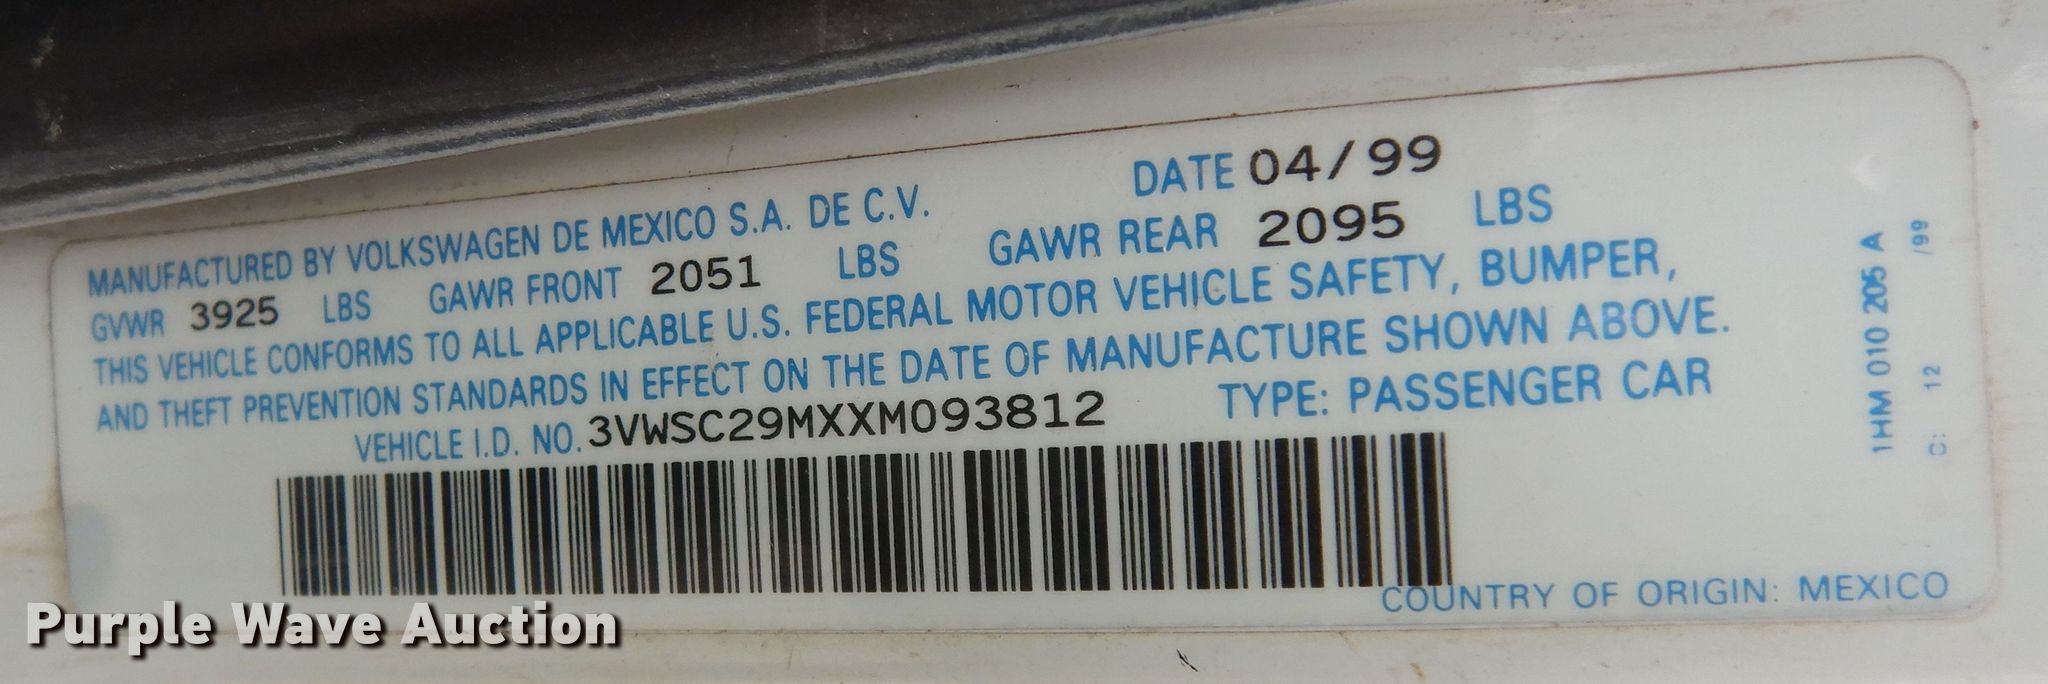 MANUFACTURED BY VOLKSWAGEN DE MEXICO S.A. DE C.V. DATE 04/99
GVWR 3925 LBS GAWR FRONT 2051 LBS GAWR REAR 2095 LBS
THIS VEHICLE CONFORMS TO ALL APPLICABLE U.S. FEDERAL MOTOR VEHICLE SAFETY, BUMPER,
AND THEFT PREVENTION STANDARDS IN EFFECT ON THE DATE OF MANUFACTURE SHOWN ABOVE.
VEHICLE I.D. NO. 3VWSC29MXXM093812 TYPE: PASSENGER CAR
COUNTRY OF ORIGIN: MEXICO
1HM 010 205 A
C: 12 /99
Purple Wave Auction